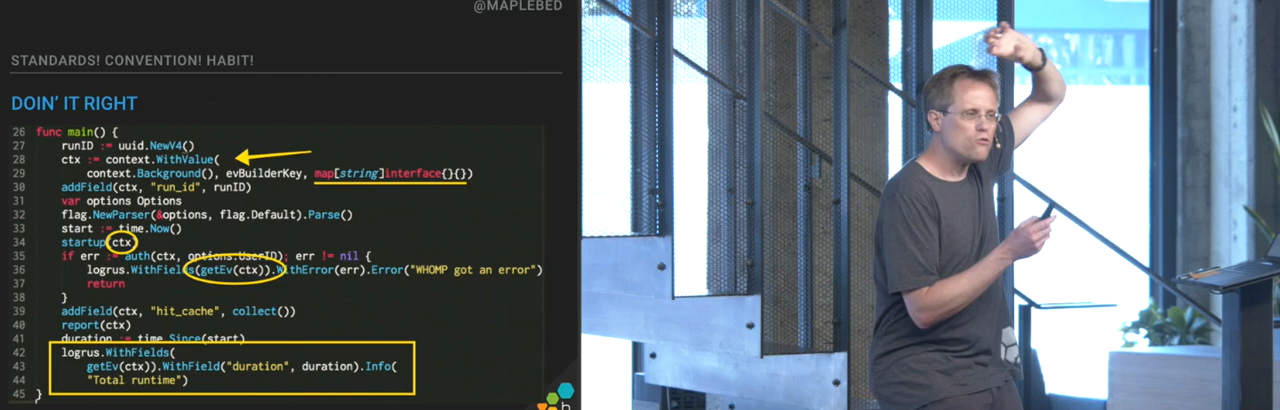 @MAPLEBED
STANDARDS! CONVENTION! HABIT!
DOIN’ IT RIGHT
26 func main() {
27 runID := uuid.NewV4()
28 ctx := context.WithValue(
29 context.Background(), evBuilderKey, map[string]interface{}{})
30 addField(ctx, "run_id", runID)
31 var options Options
32 flag.NewParser(&options, flag.Default).Parse()
33 start := time.Now()
34 startup(ctx)
35 if err := auth(ctx, options.UserID); err != nil {
36 logrus.WithFields(getEv(ctx)).WithError(err).Error("WHOMP got an error")
37 return
38 }
39 addField(ctx, "hit_cache", collect())
40 report(ctx)
41 duration := time.Since(start)
42 logrus.WithFields(
43 getEv(ctx)).WithField("duration", duration).Info(
44 "Total runtime")
45 }
h